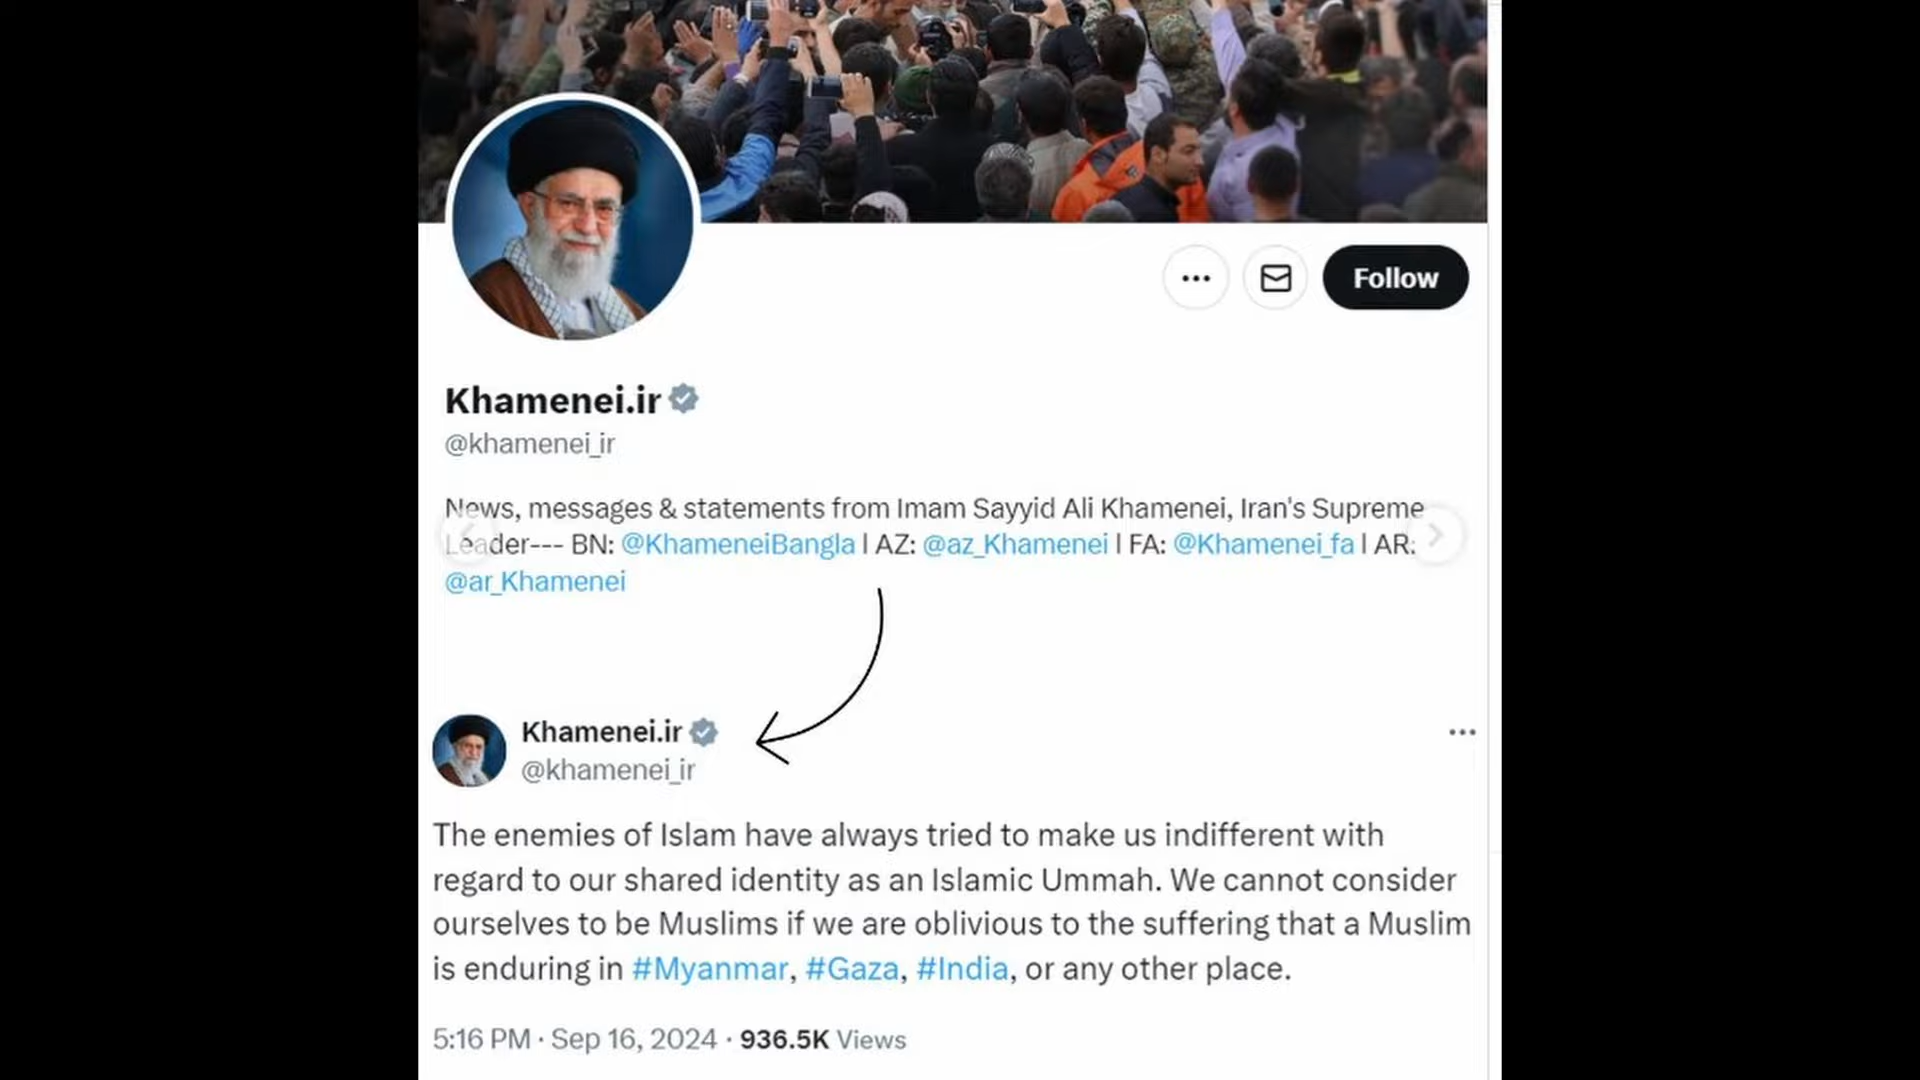 Follow
Khamenei.ir
@khamenei_ir
News, messages & statements from Imam Sayyid Ali Khamenei, Iran's Supreme
Leader--- BN: @KhameneiBangla l AZ: @az_Khamenei l FA: @Khamenei_fa l AR:
@ar_Khamenei
Khamenei.ir
@khamenei_ir
The enemies of Islam have always tried to make us indifferent with
regard to our shared identity as an Islamic Ummah. We cannot consider
ourselves to be Muslims if we are oblivious to the suffering that a Muslim
is enduring in #Myanmar, #Gaza, #India, or any other place.
5:16 PM · Sep 16, 2024 · 936.5K Views